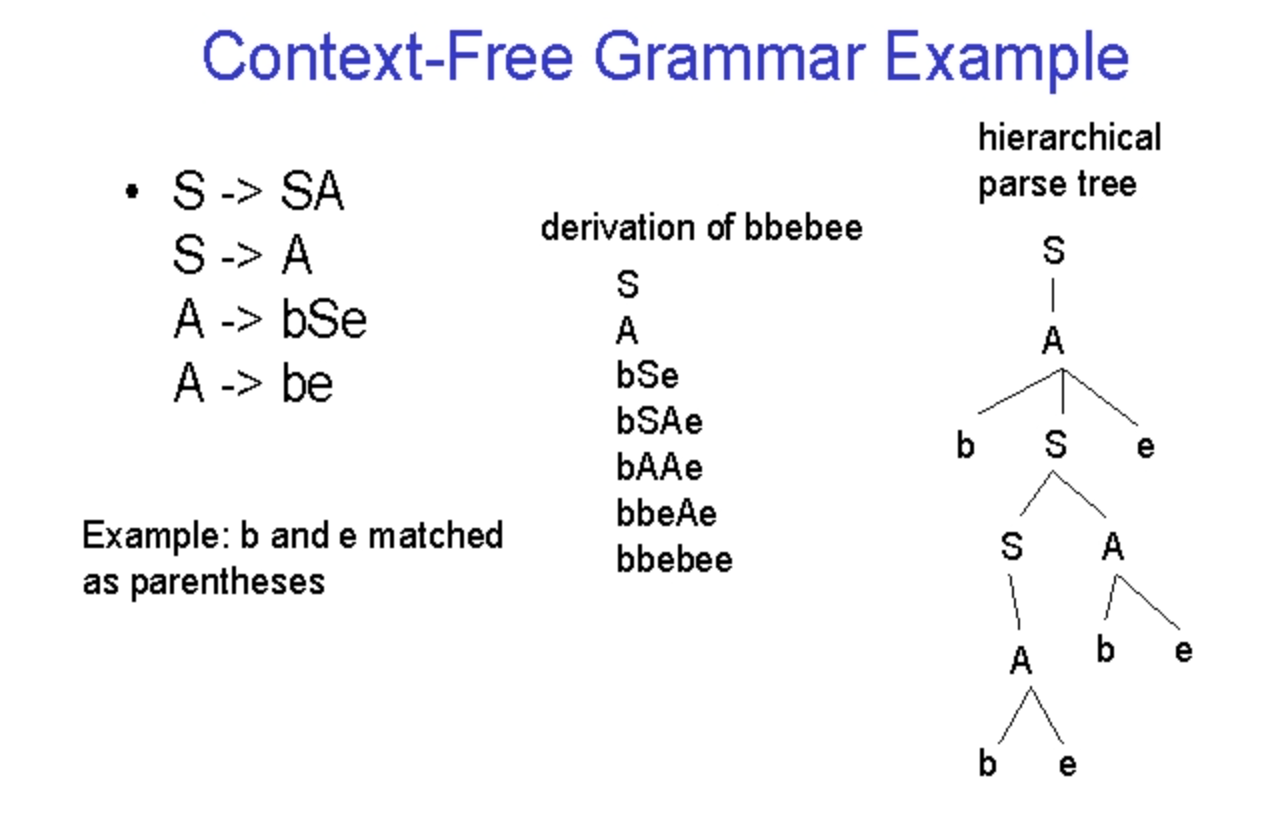 Context-Free Grammar Example
• S -> SA
S -> A
A -> bSe
A -> be
Example: b and e matched
as parentheses
derivation of bbebee
S
A
bSe
bSAe
bAAe
bbeAe
bbebee
hierarchical
parse tree
S
A
b S e
S A
b e
A
b e